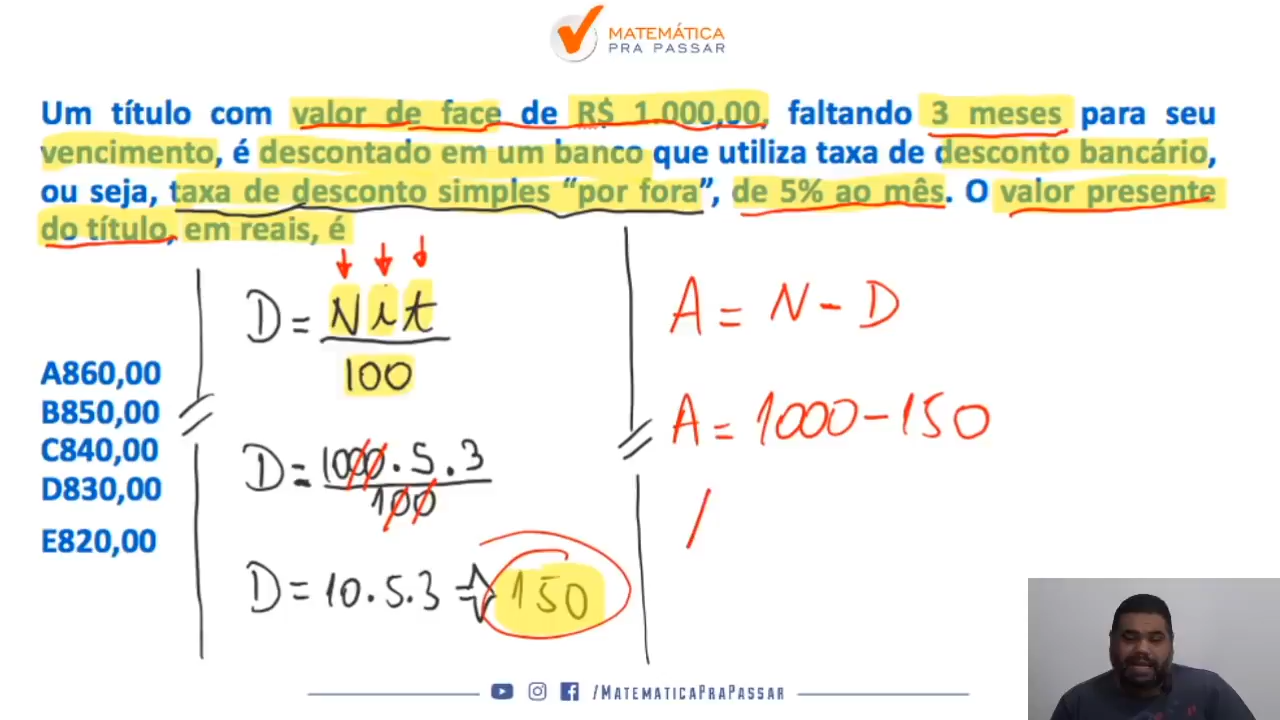 MATEMÁTICA
PRA PASSAR
Um título com valor de face de R$ 1.000,00, faltando 3 meses para seu
vencimento, é descontado em um banco que utiliza taxa de desconto bancário,
ou seja, taxa de desconto simples “por fora”, de 5% ao mês. O valor presente
do título, em reais, é
A860,00
B850,00
C840,00
D830,00
E820,00
D = Nit
100
D = 1000 . 5 . 3
100
D = 10 . 5 . 3 → 150
A = N - D
A = 1000 - 150
/MATEMATICAPRAPASSAR